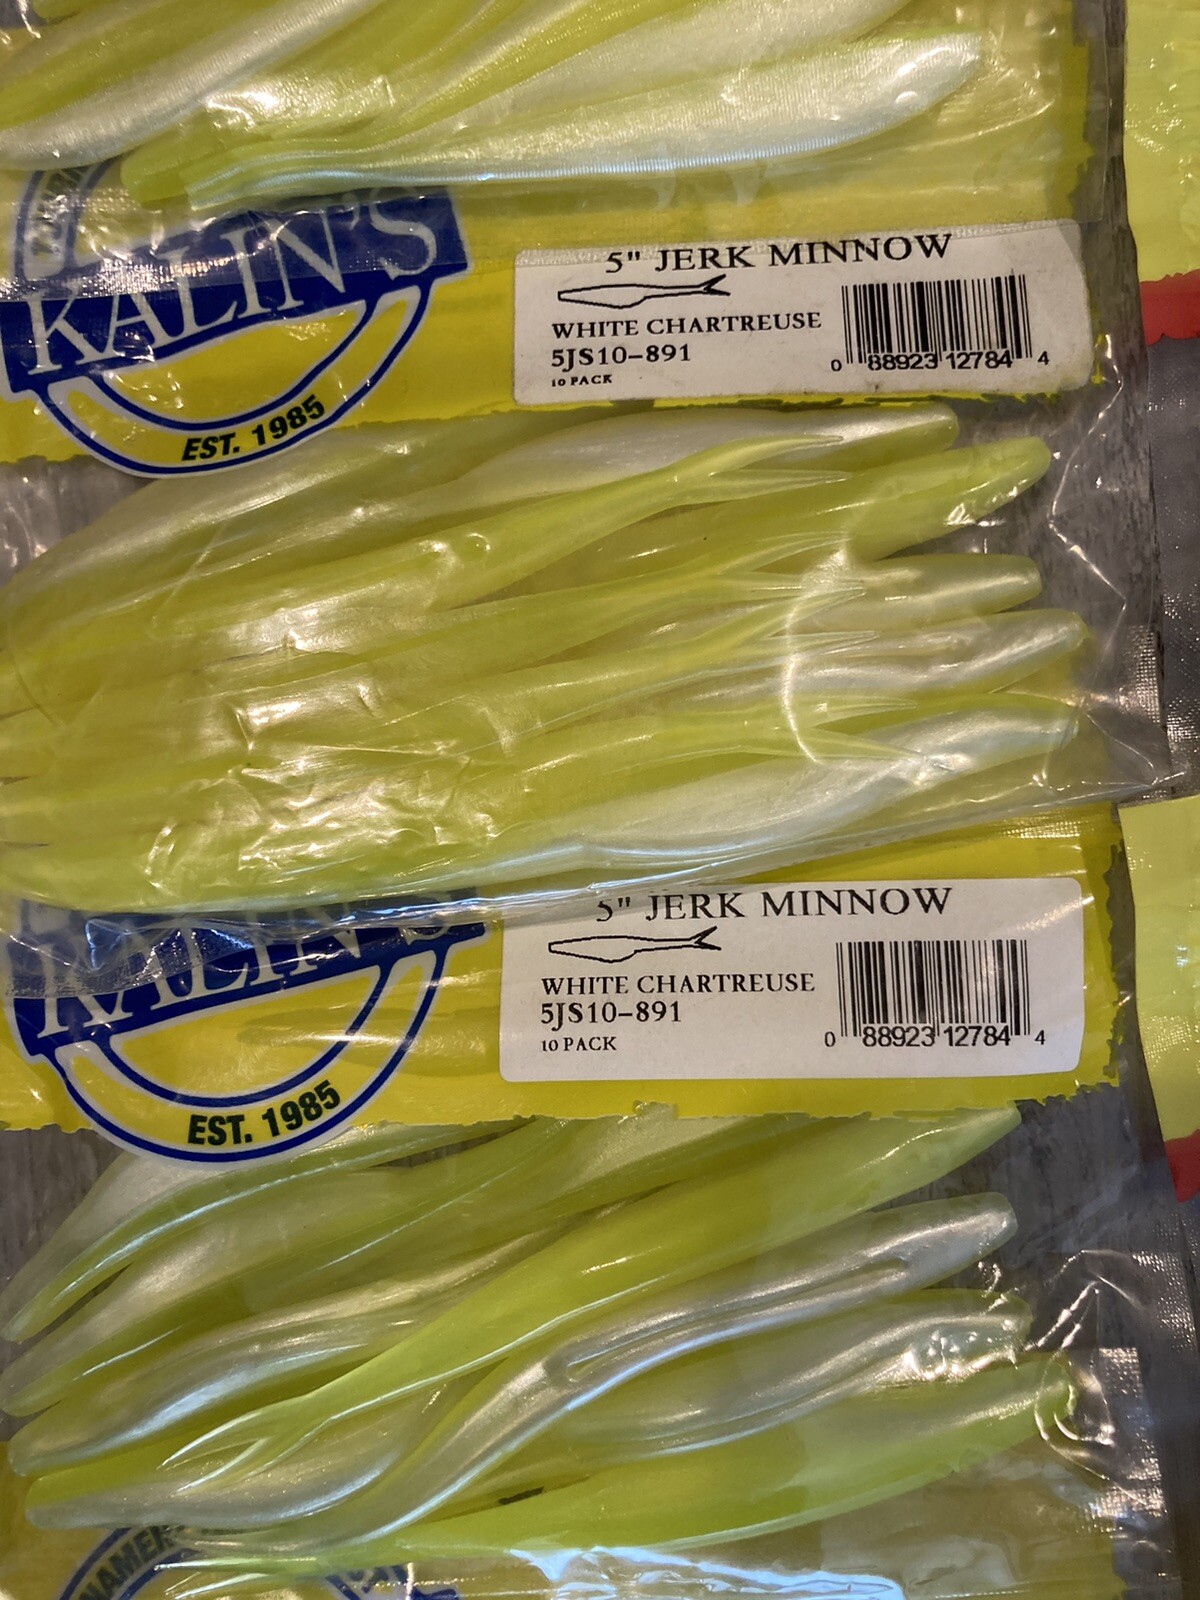 KALIN'S
EST. 1985
5" JERK MINNOW
WHITE CHARTREUSE
5JS10-891
10 PACK
0 88923 12784 4
KALIN'S
EST. 1985
5" JERK MINNOW
WHITE CHARTREUSE
5JS10-891
10 PACK
0 88923 12784 4